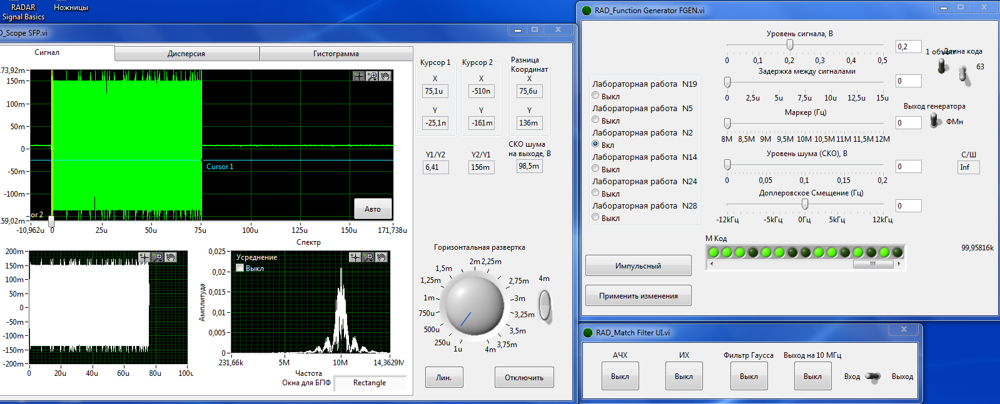 RADAR
Signal Basics
Ножницы
D_Scope SFP.vi
Сигнал
Дисперсия
Гистограмма
173,92m
150m
100m
50m
0
-50m
-100m
159,02m
-10,962u 0 25u 50u 75u 100u 125u 150u 171,738u
Cursor 1
or 2
Авто
Курсор 1
X
75,1u
Y
-25,1m
Курсор 2
X
-510n
Y
-161m
Разница
Координат
X
75,6u
Y
136m
Y1/Y2
6,41
Y2/Y1
156m
СКО шума
на выходе, В
98,5m
200m
150m
100m
50m
0
-50m
-100m
-150m
-200m
0 20u 40u 60u 80u 100u
Спектр
Усреднение
Выкл
Амплитуда
0,025
0,02
0,015
0,01
0,005
0
231,66k 5M 10M 14,3629M
Частота
Окна для БПФ
Rectangle
Горизонтальная развертка
2m 2,25m
1,5m
1,25m
1m
750u
500u
250u
1u
2,75m
3m
3,25m
3,5m
3,75m
4m
4m
Лин.
Отключить
RAD_Function Generator FGEN.vi
Лабораторная работа N19
Выкл
Лабораторная работа N5
Выкл
Лабораторная работа N2
Вкл
Лабораторная работа N14
Выкл
Лабораторная работа N24
Выкл
Лабораторная работа N28
Выкл
Импульсный
Применить изменения
Уровень сигнала, В
0,2
0 0,1 0,2 0,3 0,4 0,5
Задержка между сигналами
0
0 2,5u 5u 7,5u 10u 12,5u 15u
Маркер (Гц)
0
8M 8,5M 9M 9,5M 10M 10,5M 11M 11,5M 12M
Уровень шума (СКО), В
0
0 0,05 0,1 0,15 0,2
Доплеровское Смещение (Гц)
0
-12кГц -5кГц 0Гц 5кГц 12кГц
1 объект
Длина кода
63
Выход генератора
ФМн
С/Ш
Inf
М Код
99,95816k
RAD_Match Filter UI.vi
АЧХ
Выкл
ИХ
Выкл
Фильтр Гаусса
Выкл
Выход на 10 МГц
Выкл
Вход
Выход